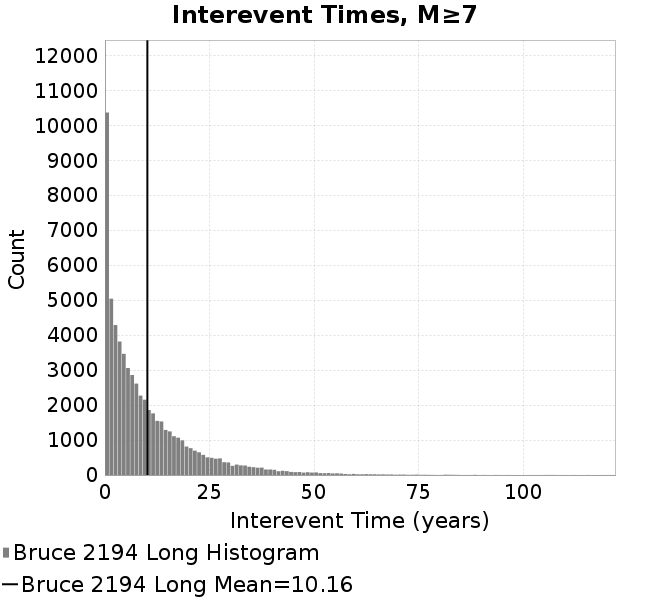 Interevent Times, M≥7
12000
11000
10000
9000
8000
7000
6000
5000
4000
3000
2000
1000
0
Count
0 25 50 75 100
Interevent Time (years)
Bruce 2194 Long Histogram
Bruce 2194 Long Mean=10.16